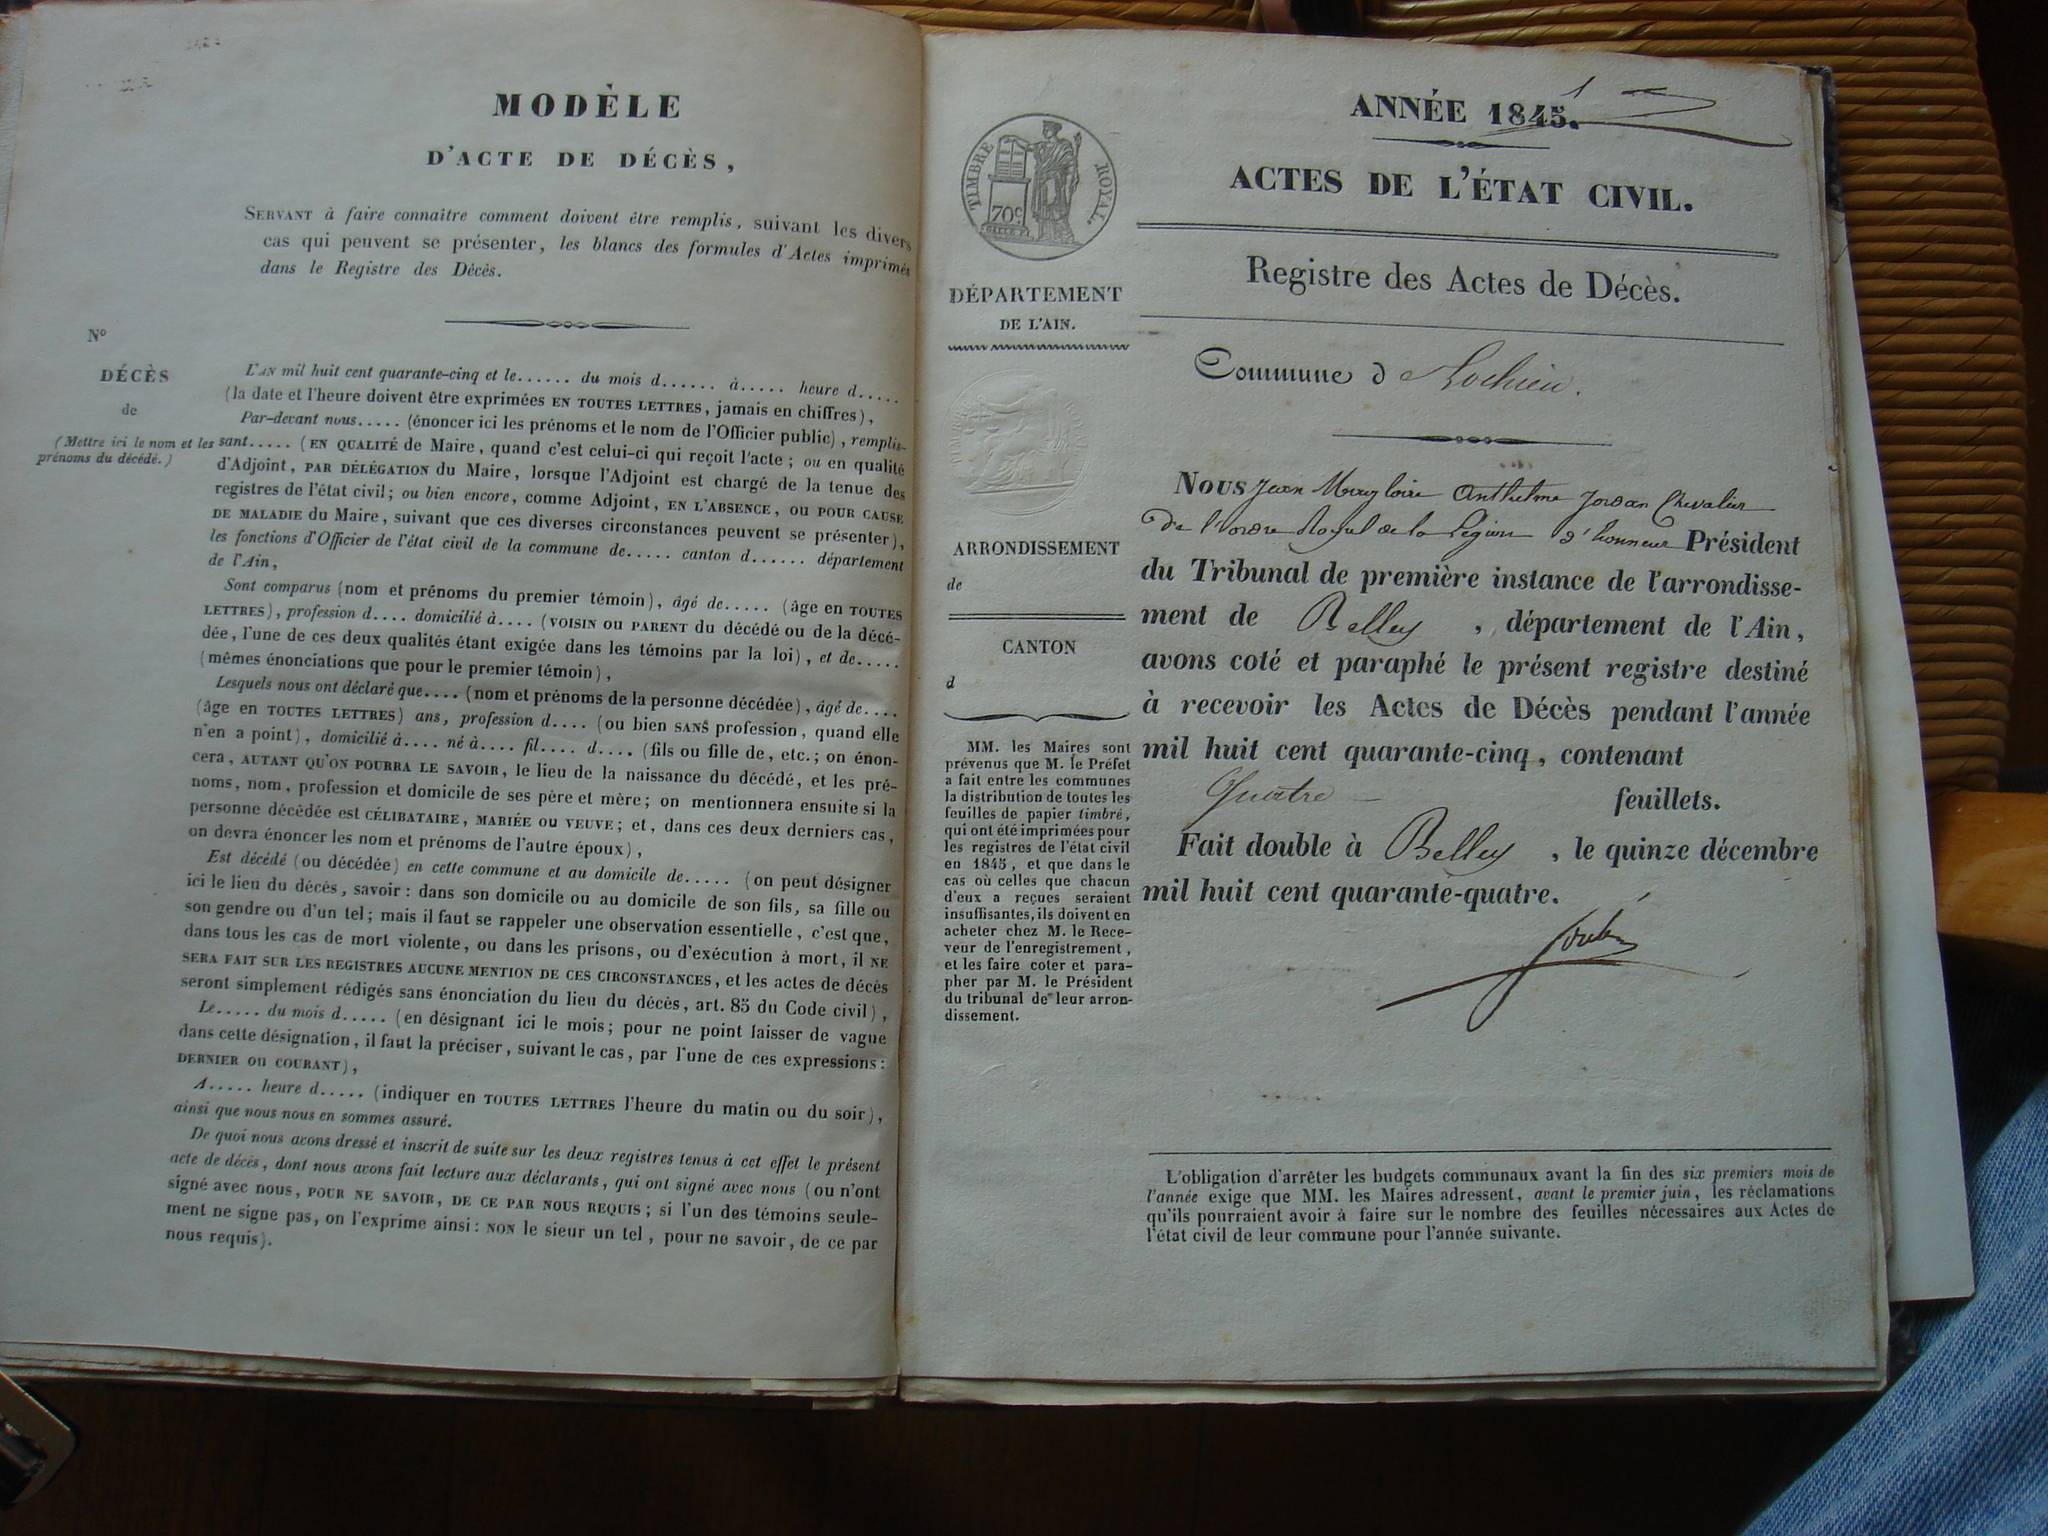 MODÈLE
D'ACTE DE DÉCÈS,
SERVANT à faire connaître comment doivent être remplis, suivant les divers
cas qui peuvent se présenter, les blancs des formules d'Actes imprimés
dans le Registre des Décès.
N°
DÉCÈS
de
(Mettre ici le nom et les
prénoms du décédé.)
L'AN mil huit cent quarante-cinq et le...... du mois d...... à..... heure d.....
(la date et l'heure doivent être exprimées EN TOUTES LETTRES, jamais en chiffres),
Par-devant nous..... (énoncer ici les prénoms et le nom de l'Officier public), remplis-
sant..... (EN QUALITÉ de Maire, quand c'est celui-ci qui reçoit l'acte; ou en qualité
d'Adjoint, PAR DÉLÉGATION du Maire, lorsque l'Adjoint est chargé de la tenue des
registres de l'état civil; ou bien encore, comme Adjoint, EN L'ABSENCE, OU POUR CAUSE
DE MALADIE du Maire, suivant que ces diverses circonstances peuvent se présenter),
les fonctions d'Officier de l'état civil de la commune de..... canton d...... département
de l'Ain,
Sont comparus (nom et prénoms du premier témoin), âgé de..... (âge en TOUTES
LETTRES), profession d.... domicilié à.... (VOISIN OU PARENT du décédé ou de la décé-
dée, l'une de ces deux qualités étant exigée dans les témoins par la loi), et de.....
(mêmes énonciations que pour le premier témoin),
Lesquels nous ont déclaré que.... (nom et prénoms de la personne décédée), âgé de....
(âge en TOUTES LETTRES) ans, profession d.... (ou bien SANS profession, quand elle
n'en a point), domicilié à.... né à.... fil.... d.... (fils ou fille de, etc.; on énon-
cera, AUTANT QU'ON POURRA LE SAVOIR, le lieu de la naissance du décédé, et les pré-
noms, nom, profession et domicile de ses père et mère; on mentionnera ensuite si la
personne décédée est CÉLIBATAIRE, MARIÉE OU VEUVE; et, dans ces deux derniers cas,
on devra énoncer les nom et prénoms de l'autre époux),
Est décédé (ou décédée) en cette commune et au domicile de..... (on peut désigner
ici le lieu du décés, savoir: dans son domicile ou au domicile de son fils, sa fille ou
son gendre ou d'un tel; mais il faut se rappeler une observation essentielle, c'est que,
dans tous les cas de mort violente, ou dans les prisons, ou d'exécution à mort, il NE
SERA FAIT SUR LES REGISTRES AUCUNE MENTION DE CES CIRCONSTANCES, et les actes de décès
seront simplement rédigés sans énonciation du lieu du décès, art. 85 du Code civil),
Le..... du mois d..... (en désignant ici le mois; pour ne point laisser de vague
dans cette désignation, il faut la préciser, suivant le cas, par l'une de ces expressions:
DERNIER OU COURANT),
A..... heure d..... (indiquer en TOUTES LETTRES l'heure du matin ou du soir),
ainsi que nous nous en sommes assuré.
De quoi nous avons dressé et inscrit de suite sur les deux registres tenus à cet effet le présent
acte de décès, dont nous avons fait lecture aux déclarants, qui ont signé avec nous (ou n'ont
signé avec nous, POUR NE SAVOIR, DE CE PAR NOUS REQUIS; si l'un des témoins seule-
ment ne signe pas, on l'exprime ainsi: NON le sieur un tel, pour ne savoir, de ce par
nous requis).
TIMBRE ROYAL.
70c.
DÉPARTEMENT
DE L'AIN.
ARRONDISSEMENT
de
CANTON
d
MM. les Maires sont
prévenus que M. le Préfet
a fait entre les communes
la distribution de toutes les
feuilles de papier timbré,
qui ont été imprimées pour
les registres de l'état civil
en 1845, et que dans le
cas où celles que chacun
d'eux a reçues seraient
insuffisantes, ils doivent en
acheter chez M. le Rece-
veur de l'enregistrement,
et les faire coter et para-
pher par M. le Président
du tribunal de leur arron-
dissement.
1
ANNÉE 1845.
ACTES DE L'ÉTAT CIVIL.
Registre des Actes de Décès.
Commune d Lochieu.
Nous Jean Magloire Anthelme Jordan Chevalier
de l'ordre Royal de la Légion d'honneur Président
du Tribunal de première instance de l'arrondisse-
ment de Belley, département de l'Ain,
avons coté et paraphé le présent registre destiné
à recevoir les Actes de Décès pendant l'année
mil huit cent quarante-cinq, contenant
Quatre feuillets.
Fait double à Belley, le quinze décembre
mil huit cent quarante-quatre.
L'obligation d'arrêter les budgets communaux avant la fin des six premiers mois de
l'année exige que MM. les Maires adressent, avant le premier juin, les réclamations
qu'ils pourraient avoir à faire sur le nombre des feuilles nécessaires aux Actes de
l'état civil de leur commune pour l'année suivante.